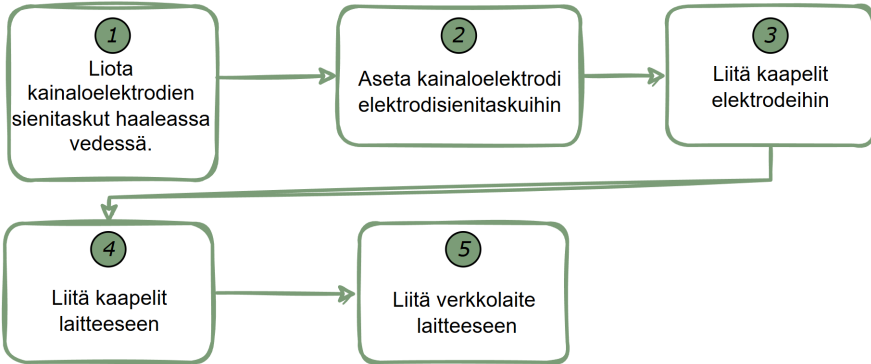 1
Liota
kainaloelektrodien
sienitaskut haaleassa
vedessä.
2
Aseta kainaloelektrodi
elektrodisienitaskuihin
3
Liitä kaapelit
elektrodeihin
4
Liitä kaapelit
laitteeseen
5
Liitä verkkolaite
laitteeseen